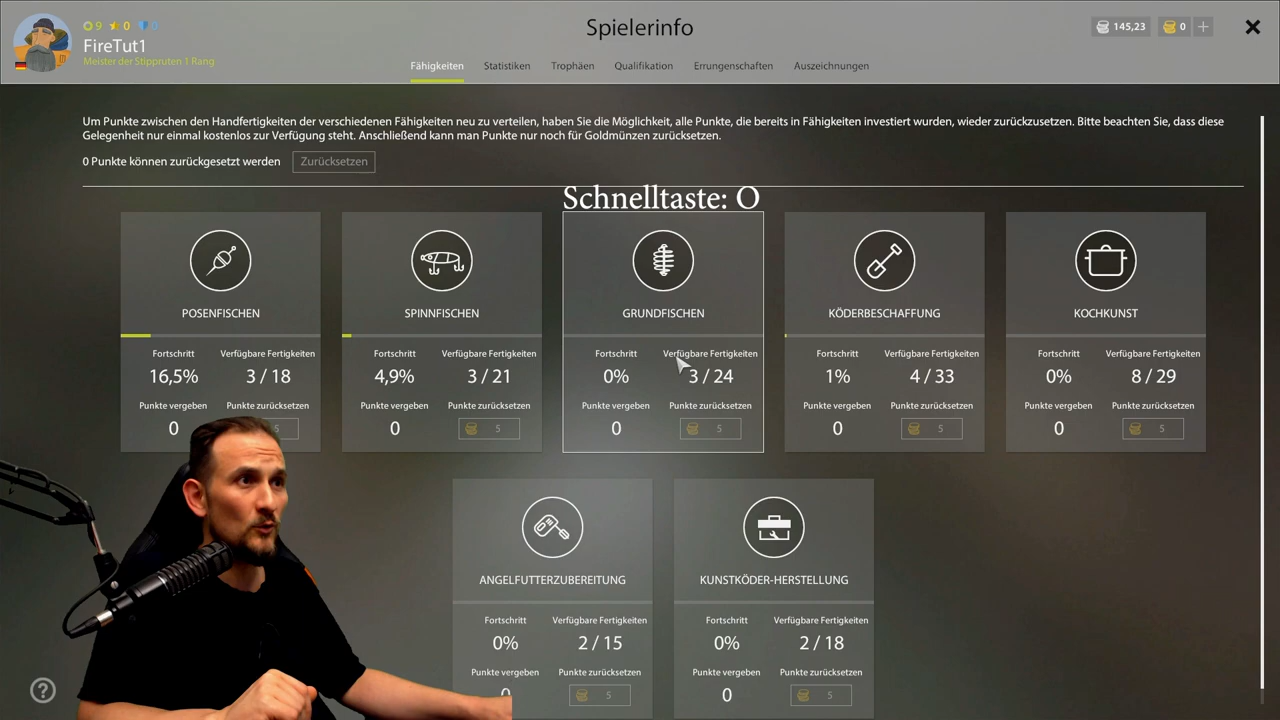 9 0 0
FireTut1
Meister der Stippruten 1 Rang
Spielerinfo
145,23 0 +
Fähigkeiten Statistiken Trophäen Qualifikation Errungenschaften Auszeichnungen
Um Punkte zwischen den Handfertigkeiten der verschiedenen Fähigkeiten neu zu verteilen, haben Sie die Möglichkeit, alle Punkte, die bereits in Fähigkeiten investiert wurden, wieder zurückzusetzen. Bitte beachten Sie, dass diese
Gelegenheit nur einmal kostenlos zur Verfügung steht. Anschließend kann man Punkte nur noch für Goldmünzen zurücksetzen.
0 Punkte können zurückgesetzt werden Zurücksetzen
Schnelltaste: O
POSENFISCHEN
Fortschritt Verfügbare Fertigkeiten
16,5% 3 / 18
Punkte vergeben Punkte zurücksetzen
0 5
SPINNFISCHEN
Fortschritt Verfügbare Fertigkeiten
4,9% 3 / 21
Punkte vergeben Punkte zurücksetzen
0 5
GRUNDFISCHEN
Fortschritt Verfügbare Fertigkeiten
0% 3 / 24
Punkte vergeben Punkte zurücksetzen
0 5
KÖDERBESCHAFFUNG
Fortschritt Verfügbare Fertigkeiten
1% 4 / 33
Punkte vergeben Punkte zurücksetzen
0 5
KOCHKUNST
Fortschritt Verfügbare Fertigkeiten
0% 8 / 29
Punkte vergeben Punkte zurücksetzen
0 5
ANGELFUTTERZUBEREITUNG
Fortschritt Verfügbare Fertigkeiten
0% 2 / 15
Punkte vergeben Punkte zurücksetzen
0 5
KUNSTKÖDER-HERSTELLUNG
Fortschritt Verfügbare Fertigkeiten
0% 2 / 18
Punkte vergeben Punkte zurücksetzen
0 5
?